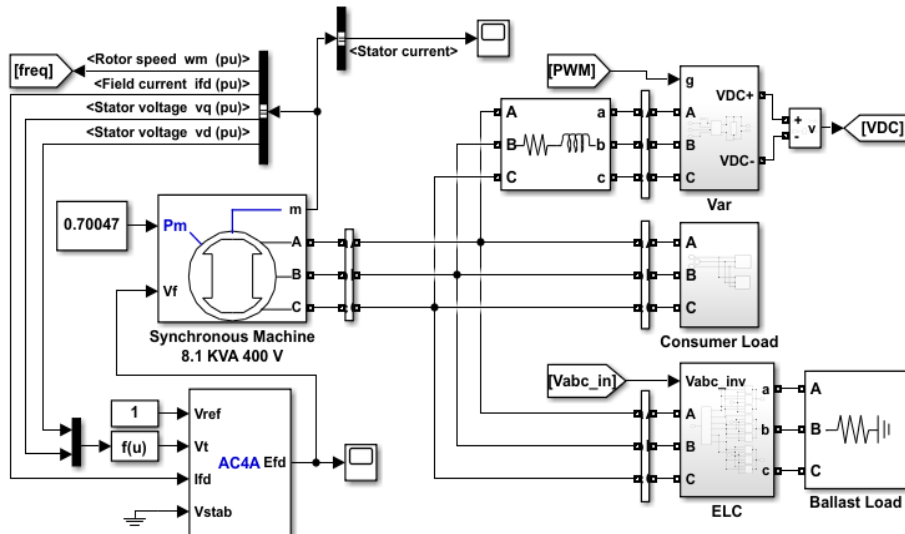 <Stator current>
[freq]
<Rotor speed wm (pu)>
<Field current ifd (pu)>
<Stator voltage vq (pu)>
<Stator voltage vd (pu)>
[PWM]
g
A
B
C
VDC+
VDC-
Var
+
-
v
[VDC]
A
B
C
a
b
c
0.70047
Pm
Vf
m
A
B
C
Synchronous Machine
8.1 KVA 400 V
A
B
C
Consumer Load
[Vabc_in]
Vabc_inv
A
B
C
a
b
c
ELC
A
B
C
Ballast Load
1
f(u)
Vref
Vt
Ifd
Vstab
AC4A
Efd